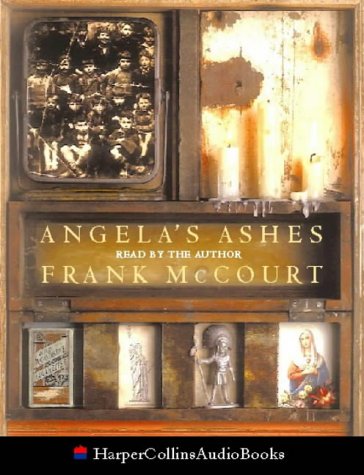 ANGELA'S ASHES
READ BY THE AUTHOR
FRANK McCOURT
HarperCollinsAudioBooks